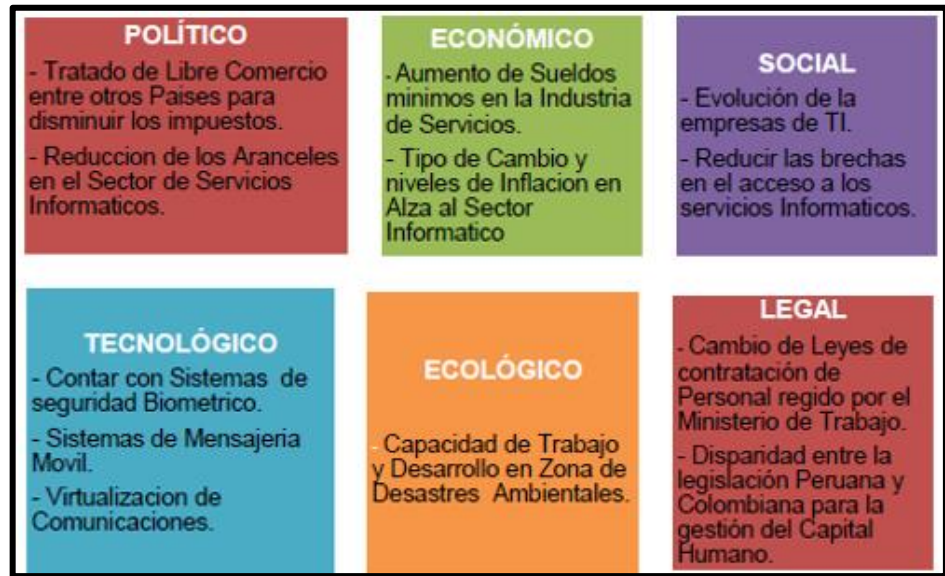 POLÍTICO
- Tratado de Libre Comercio
entre otros Paises para
disminuir los impuestos.
- Reduccion de los Aranceles
en el Sector de Servicios
Informaticos.
ECONÓMICO
- Aumento de Sueldos
minimos en la Industria
de Servicios.
- Tipo de Cambio y
niveles de Inflacion en
Alza al Sector
Informatico
SOCIAL
- Evolución de la
empresas de TI.
- Reducir las brechas
en el acceso a los
servicios Informaticos.
TECNOLÓGICO
- Contar con Sistemas de
seguridad Biometrico.
- Sistemas de Mensajeria
Movil.
- Virtualizacion de
Comunicaciones.
ECOLÓGICO
- Capacidad de Trabajo
y Desarrollo en Zona de
Desastres Ambientales.
LEGAL
- Cambio de Leyes de
contratación de
Personal regido por el
Ministerio de Trabajo.
- Disparidad entre la
legislación Peruana y
Colombiana para la
gestión del Capital
Humano.